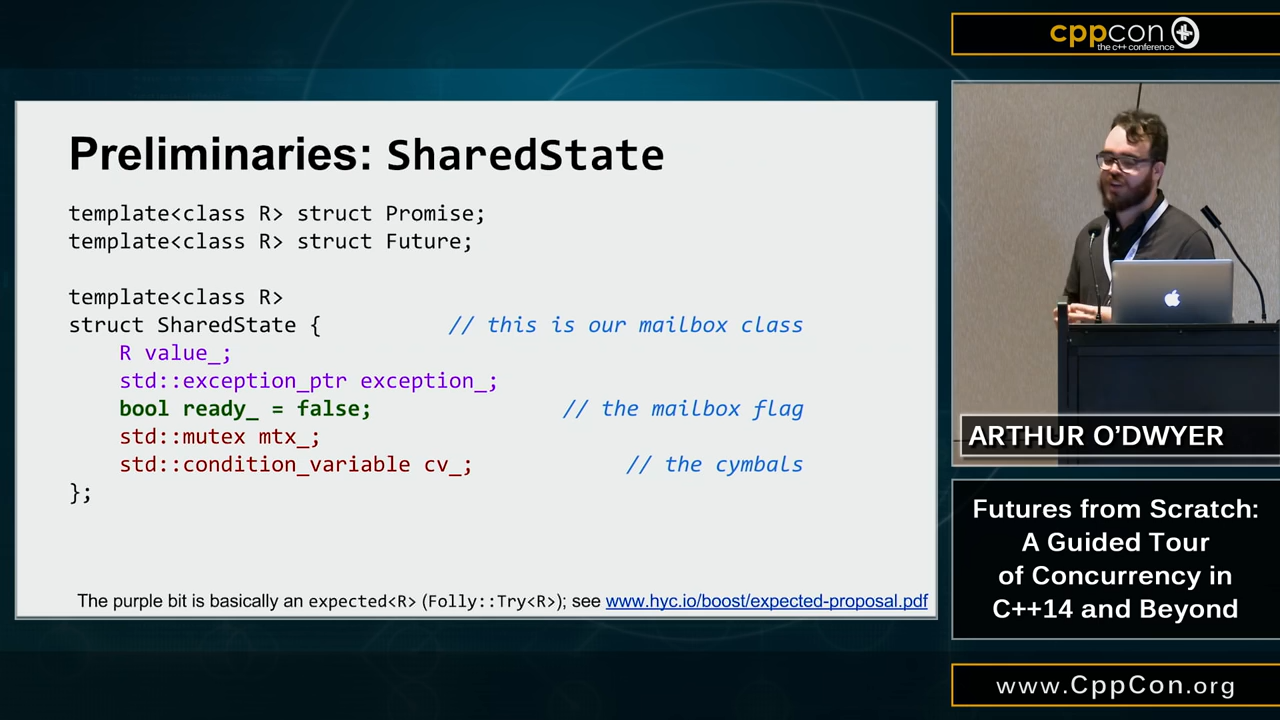 Preliminaries: SharedState
template<class R> struct Promise;
template<class R> struct Future;
template<class R>
struct SharedState { // this is our mailbox class
R value_;
std::exception_ptr exception_;
bool ready_ = false; // the mailbox flag
std::mutex mtx_;
std::condition_variable cv_; // the cymbals
};
The purple bit is basically an expected<R> (Folly::Try<R>); see www.hyc.io/boost/expected-proposal.pdf
cppcon
the c++ conference
ARTHUR O'DWYER
Futures from Scratch:
A Guided Tour
of Concurrency in
C++14 and Beyond
www.CppCon.org